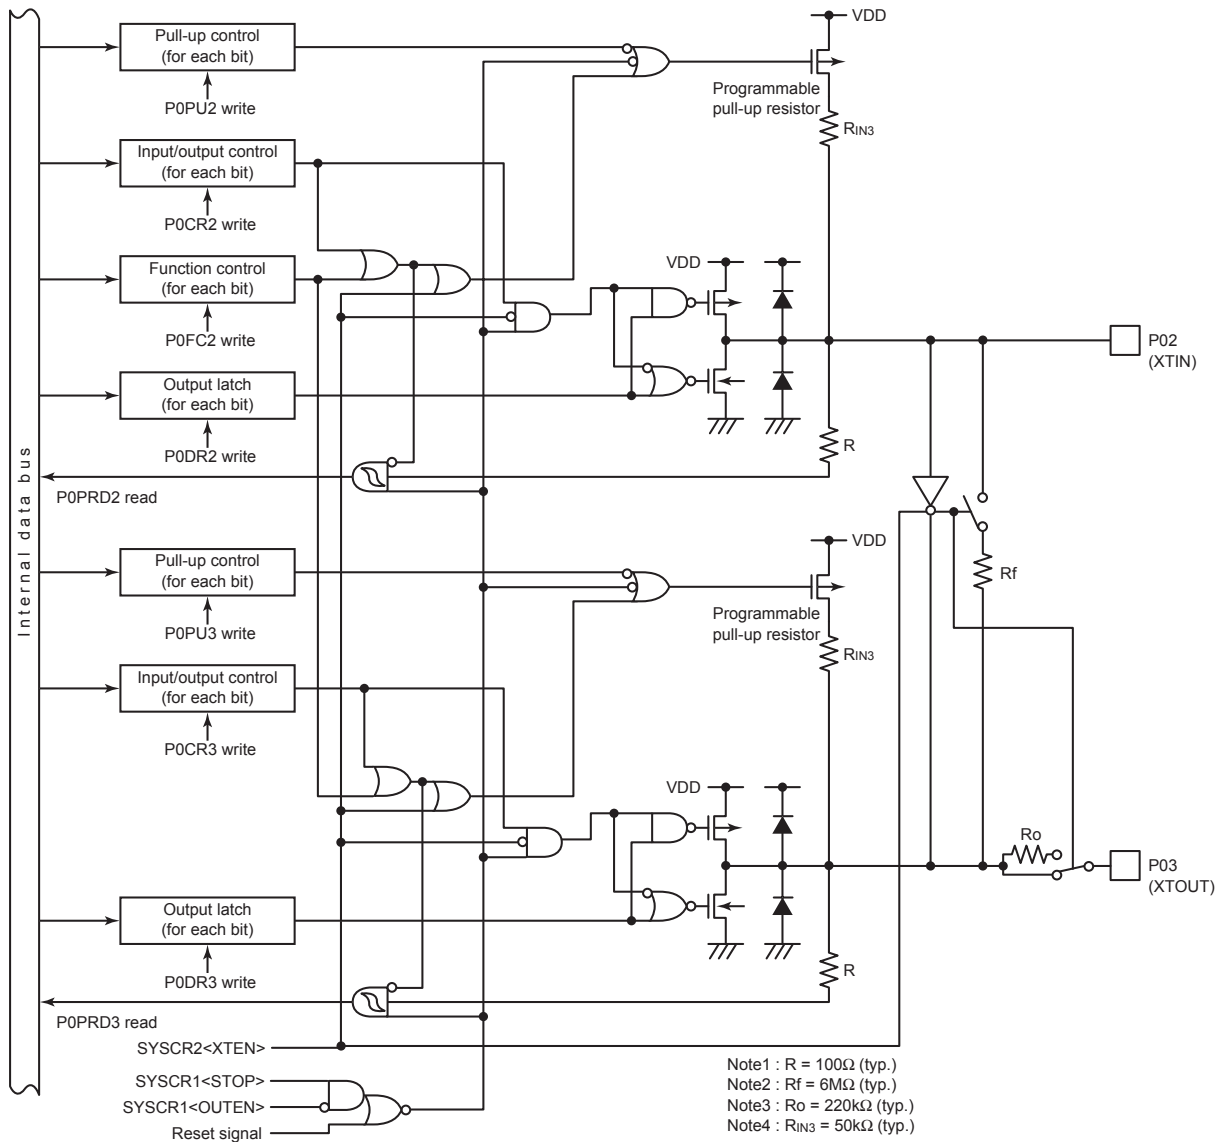 VDD
Pull-up control
(for each bit)
P0PU2 write
Programmable
pull-up resistor
RIN3
Input/output control
(for each bit)
P0CR2 write
Function control
(for each bit)
P0FC2 write
VDD
P02
(XTIN)
Output latch
(for each bit)
P0DR2 write
R
P0PRD2 read
Internal data bus
VDD
Pull-up control
(for each bit)
P0PU3 write
Rf
Programmable
pull-up resistor
RIN3
Input/output control
(for each bit)
P0CR3 write
VDD
Ro
P03
(XTOUT)
Output latch
(for each bit)
P0DR3 write
R
P0PRD3 read
SYSCR2<XTEN>
SYSCR1<STOP>
SYSCR1<OUTEN>
Reset signal
Note1 : R = 100Ω (typ.)
Note2 : Rf = 6MΩ (typ.)
Note3 : Ro = 220kΩ (typ.)
Note4 : RIN3 = 50kΩ (typ.)